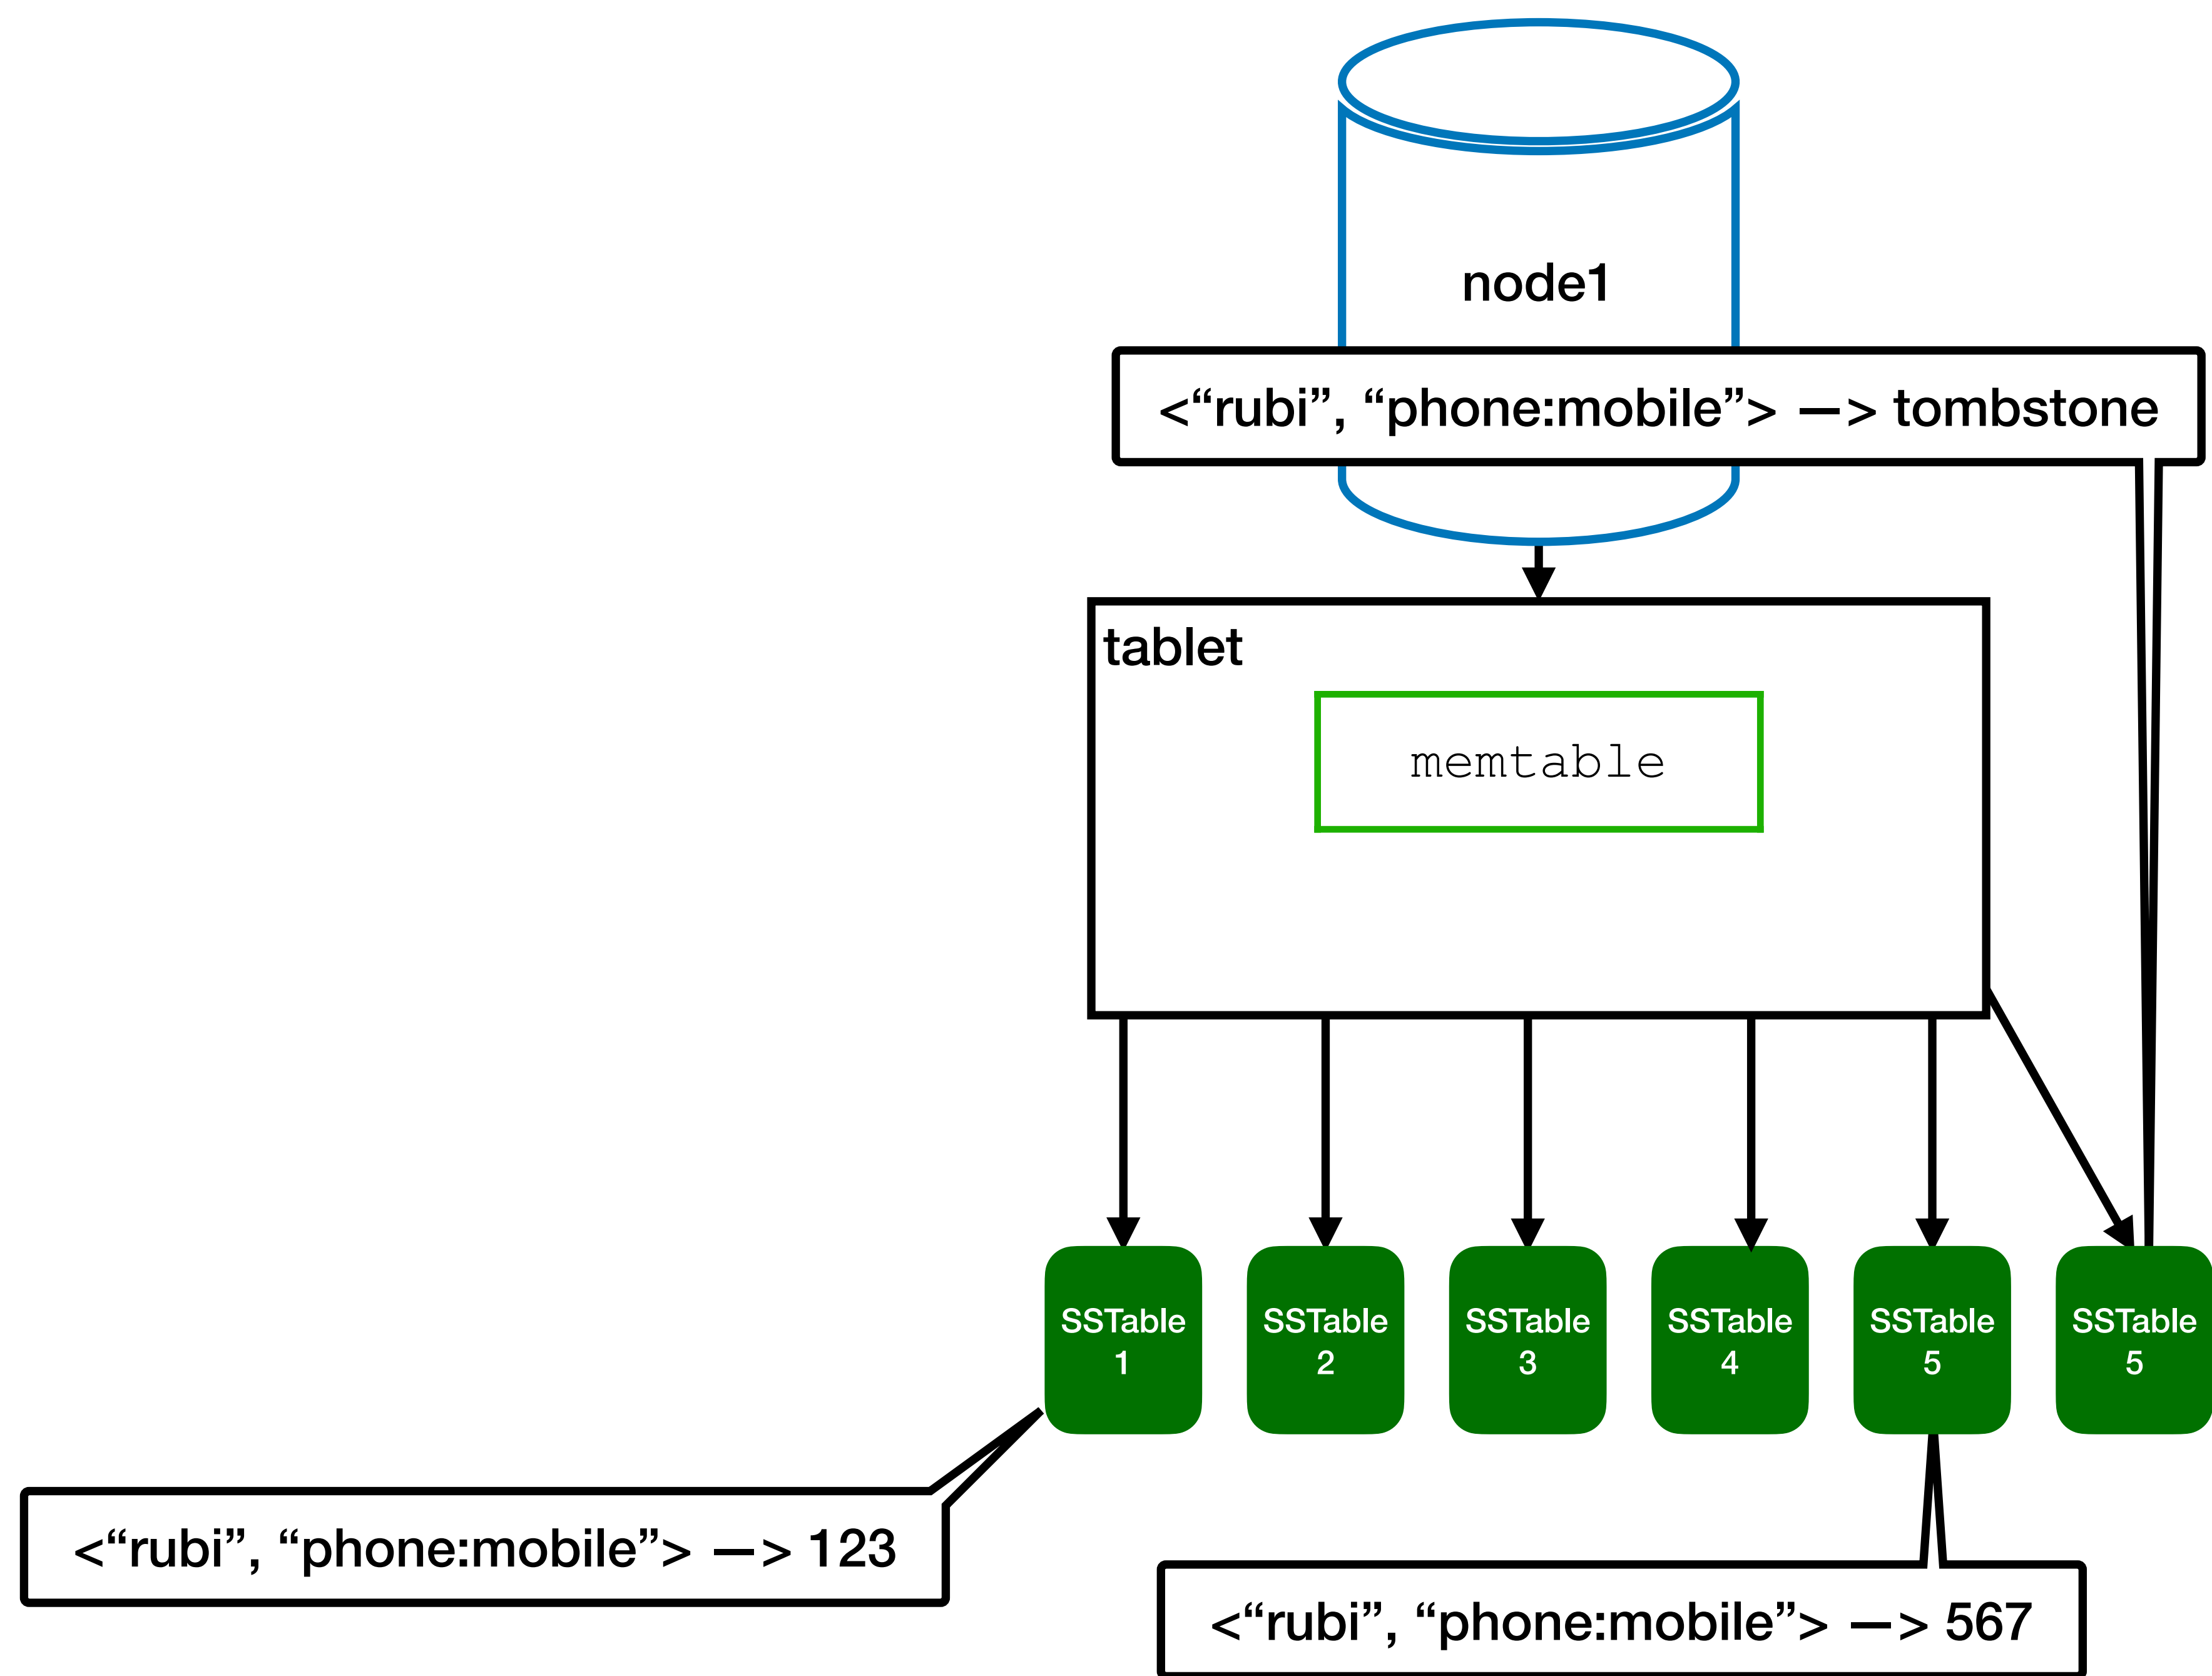 node1
<“rubi”, “phone:mobile”> —> tombstone
tablet
memtable
SSTable
1
SSTable
2
SSTable
3
SSTable
4
SSTable
5
SSTable
5
<“rubi”, “phone:mobile”> —> 123
<“rubi”, “phone:mobile”> —> 567